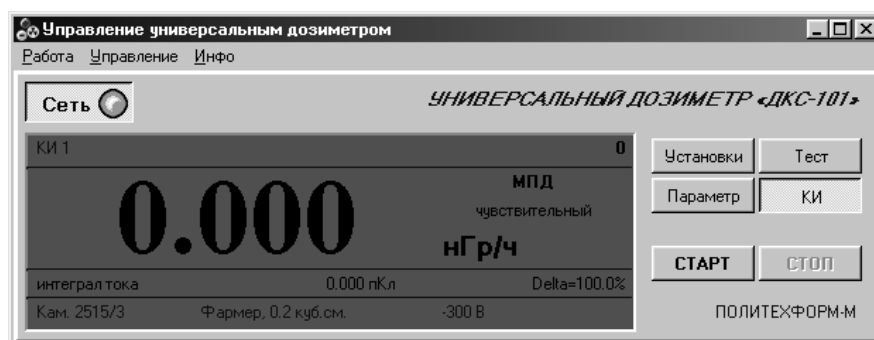 Управление универсальным дозиметром
Работа Управление Инфо
Сеть
УНИВЕРСАЛЬНЫЙ ДОЗИМЕТР «ДКС-101»
КИ 1 0
0.000
МПД
чувствительный
нГр/ч
интеграл тока 0.000 пКл Delta=100.0%
Кам. 2515/3 Фармер, 0.2 куб.см. -300 В
Установки Тест
Параметр КИ
СТАРТ СТОП
ПОЛИТЕХФОРМ-М